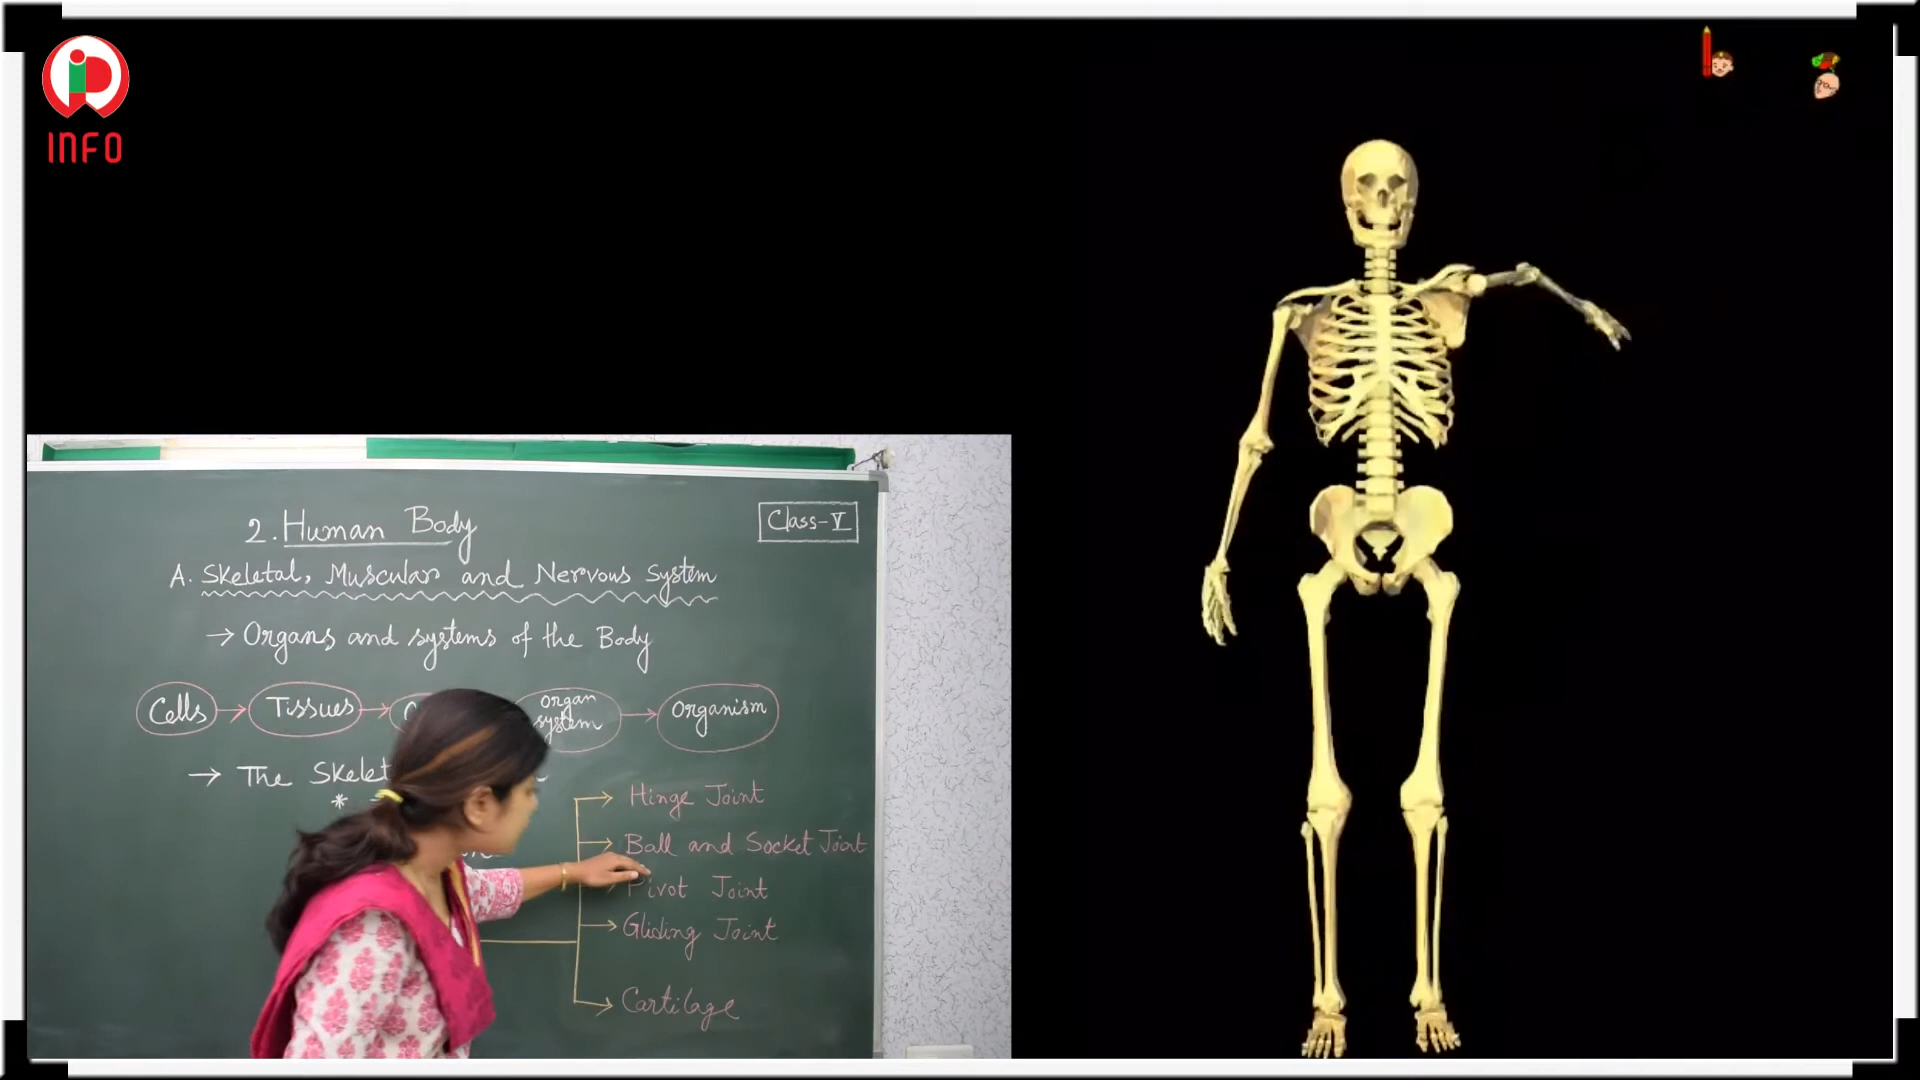 INFO
2. Human Body
Class-V
A. Skeletal, Muscular and Nervous System
→ Organs and systems of the Body
Cells → Tissues → organ system → organism
→ The
* 
Hinge Joint
Ball and Socket Joint
Pivot Joint
Gliding Joint
Cartilage